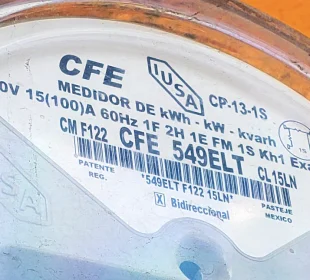 CFE
IUSA
CP-13-1S
MEDIDOR DE kWh - kW - kvarh
0V 15(100)A 60Hz 1F 2H 1E FM 1S Kh1 Exa
CM F122 CFE 549ELT CL15LN
PATENTE
REG.
*549ELT F122 15LN*
PASTEJE
MEXICO
X Bidireccional